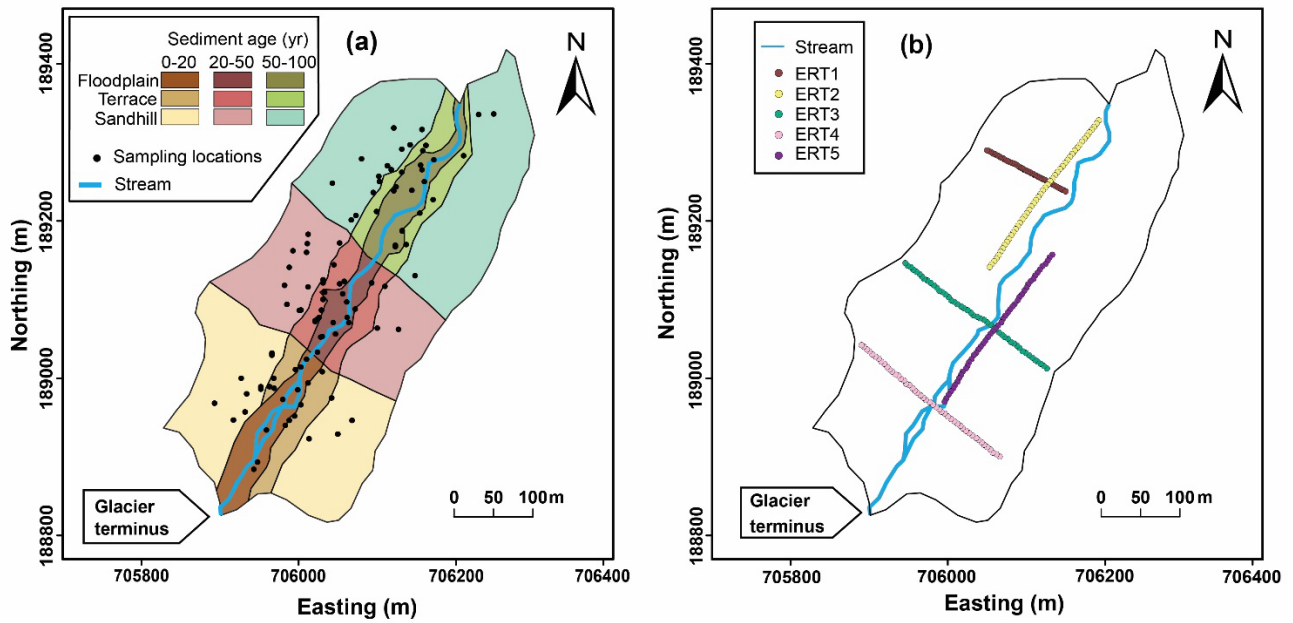 Sediment age (yr)
0-20 20-50 50-100
Floodplain
Terrace
Sandhill
Sampling locations
Stream
(a)
N
189400
189200
189000
188800
Northing (m)
Glacier
terminus
0 50 100 m
705800 706000 706200 706400
Easting (m)
(b)
Stream
ERT1
ERT2
ERT3
ERT4
ERT5
N
189400
189200
189000
188800
Northing (m)
Glacier
terminus
0 50 100 m
705800 706000 706200 706400
Easting (m)